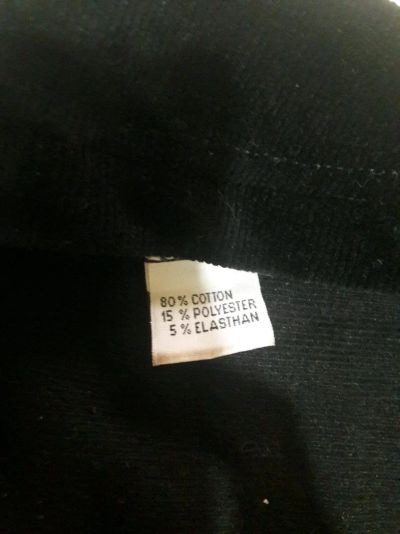 80% COTTON
15 % POLYESTER
5 % ELASTHAN